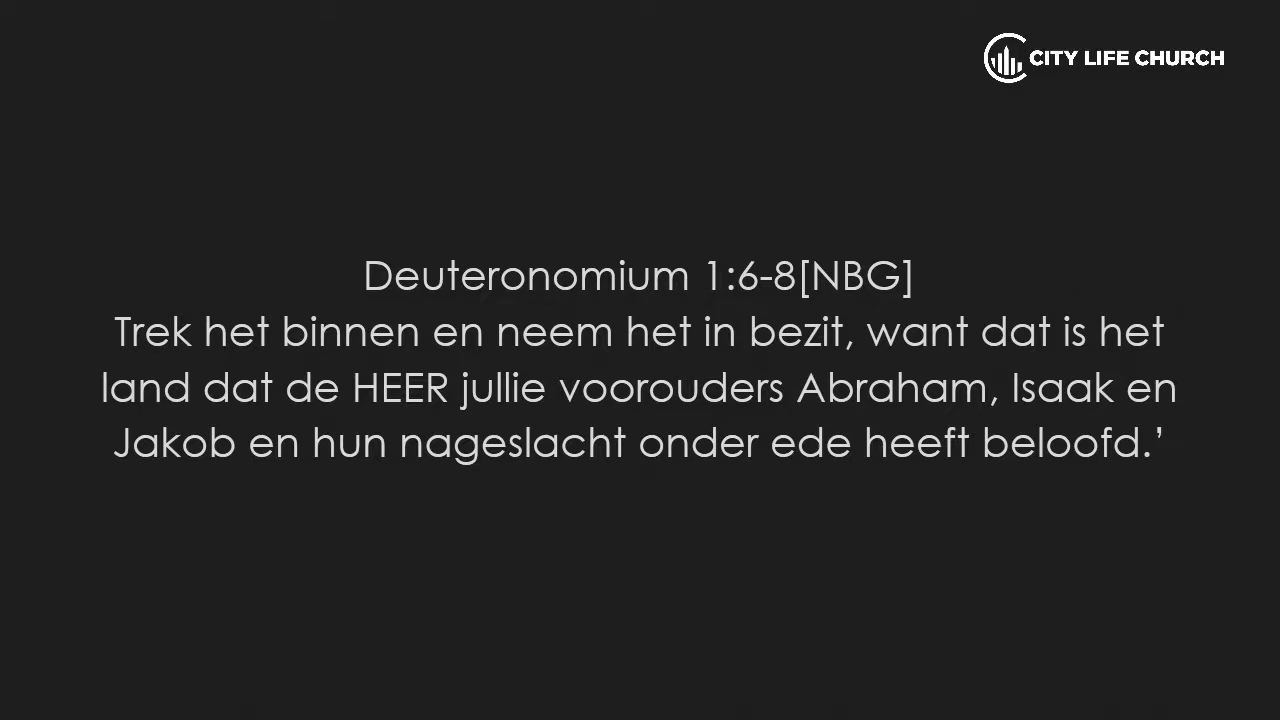 CITY LIFE CHURCH
Deuteronomium 1:6-8[NBG]
Trek het binnen en neem het in bezit, want dat is het
land dat de HEER jullie voorouders Abraham, Isaak en
Jakob en hun nageslacht onder ede heeft beloofd.’